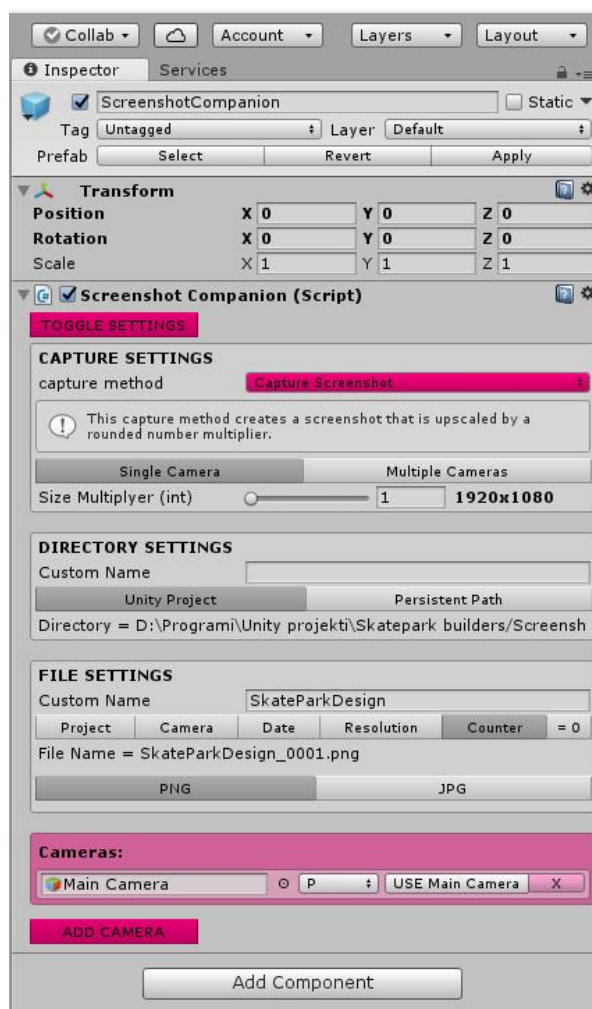 Collab Account Layers Layout
Inspector Services
ScreenshotCompanion Static
Tag Untagged Layer Default
Prefab Select Revert Apply
Transform
Position X 0 Y 0 Z 0
Rotation X 0 Y 0 Z 0
Scale X 1 Y 1 Z 1
Screenshot Companion (Script)
TOGGLE SETTINGS
CAPTURE SETTINGS
capture method Capture Screenshot
This capture method creates a screenshot that is upscaled by a
rounded number multiplier.
Single Camera Multiple Cameras
Size Multiplyer (int) 1 1920x1080
DIRECTORY SETTINGS
Custom Name
Unity Project Persistent Path
Directory = D:\Programi\Unity projekti\Skatepark builders/Screensh
FILE SETTINGS
Custom Name SkateParkDesign
Project Camera Date Resolution Counter = 0
File Name = SkateParkDesign_0001.png
PNG JPG
Cameras:
Main Camera P USE Main Camera X
ADD CAMERA
Add Component